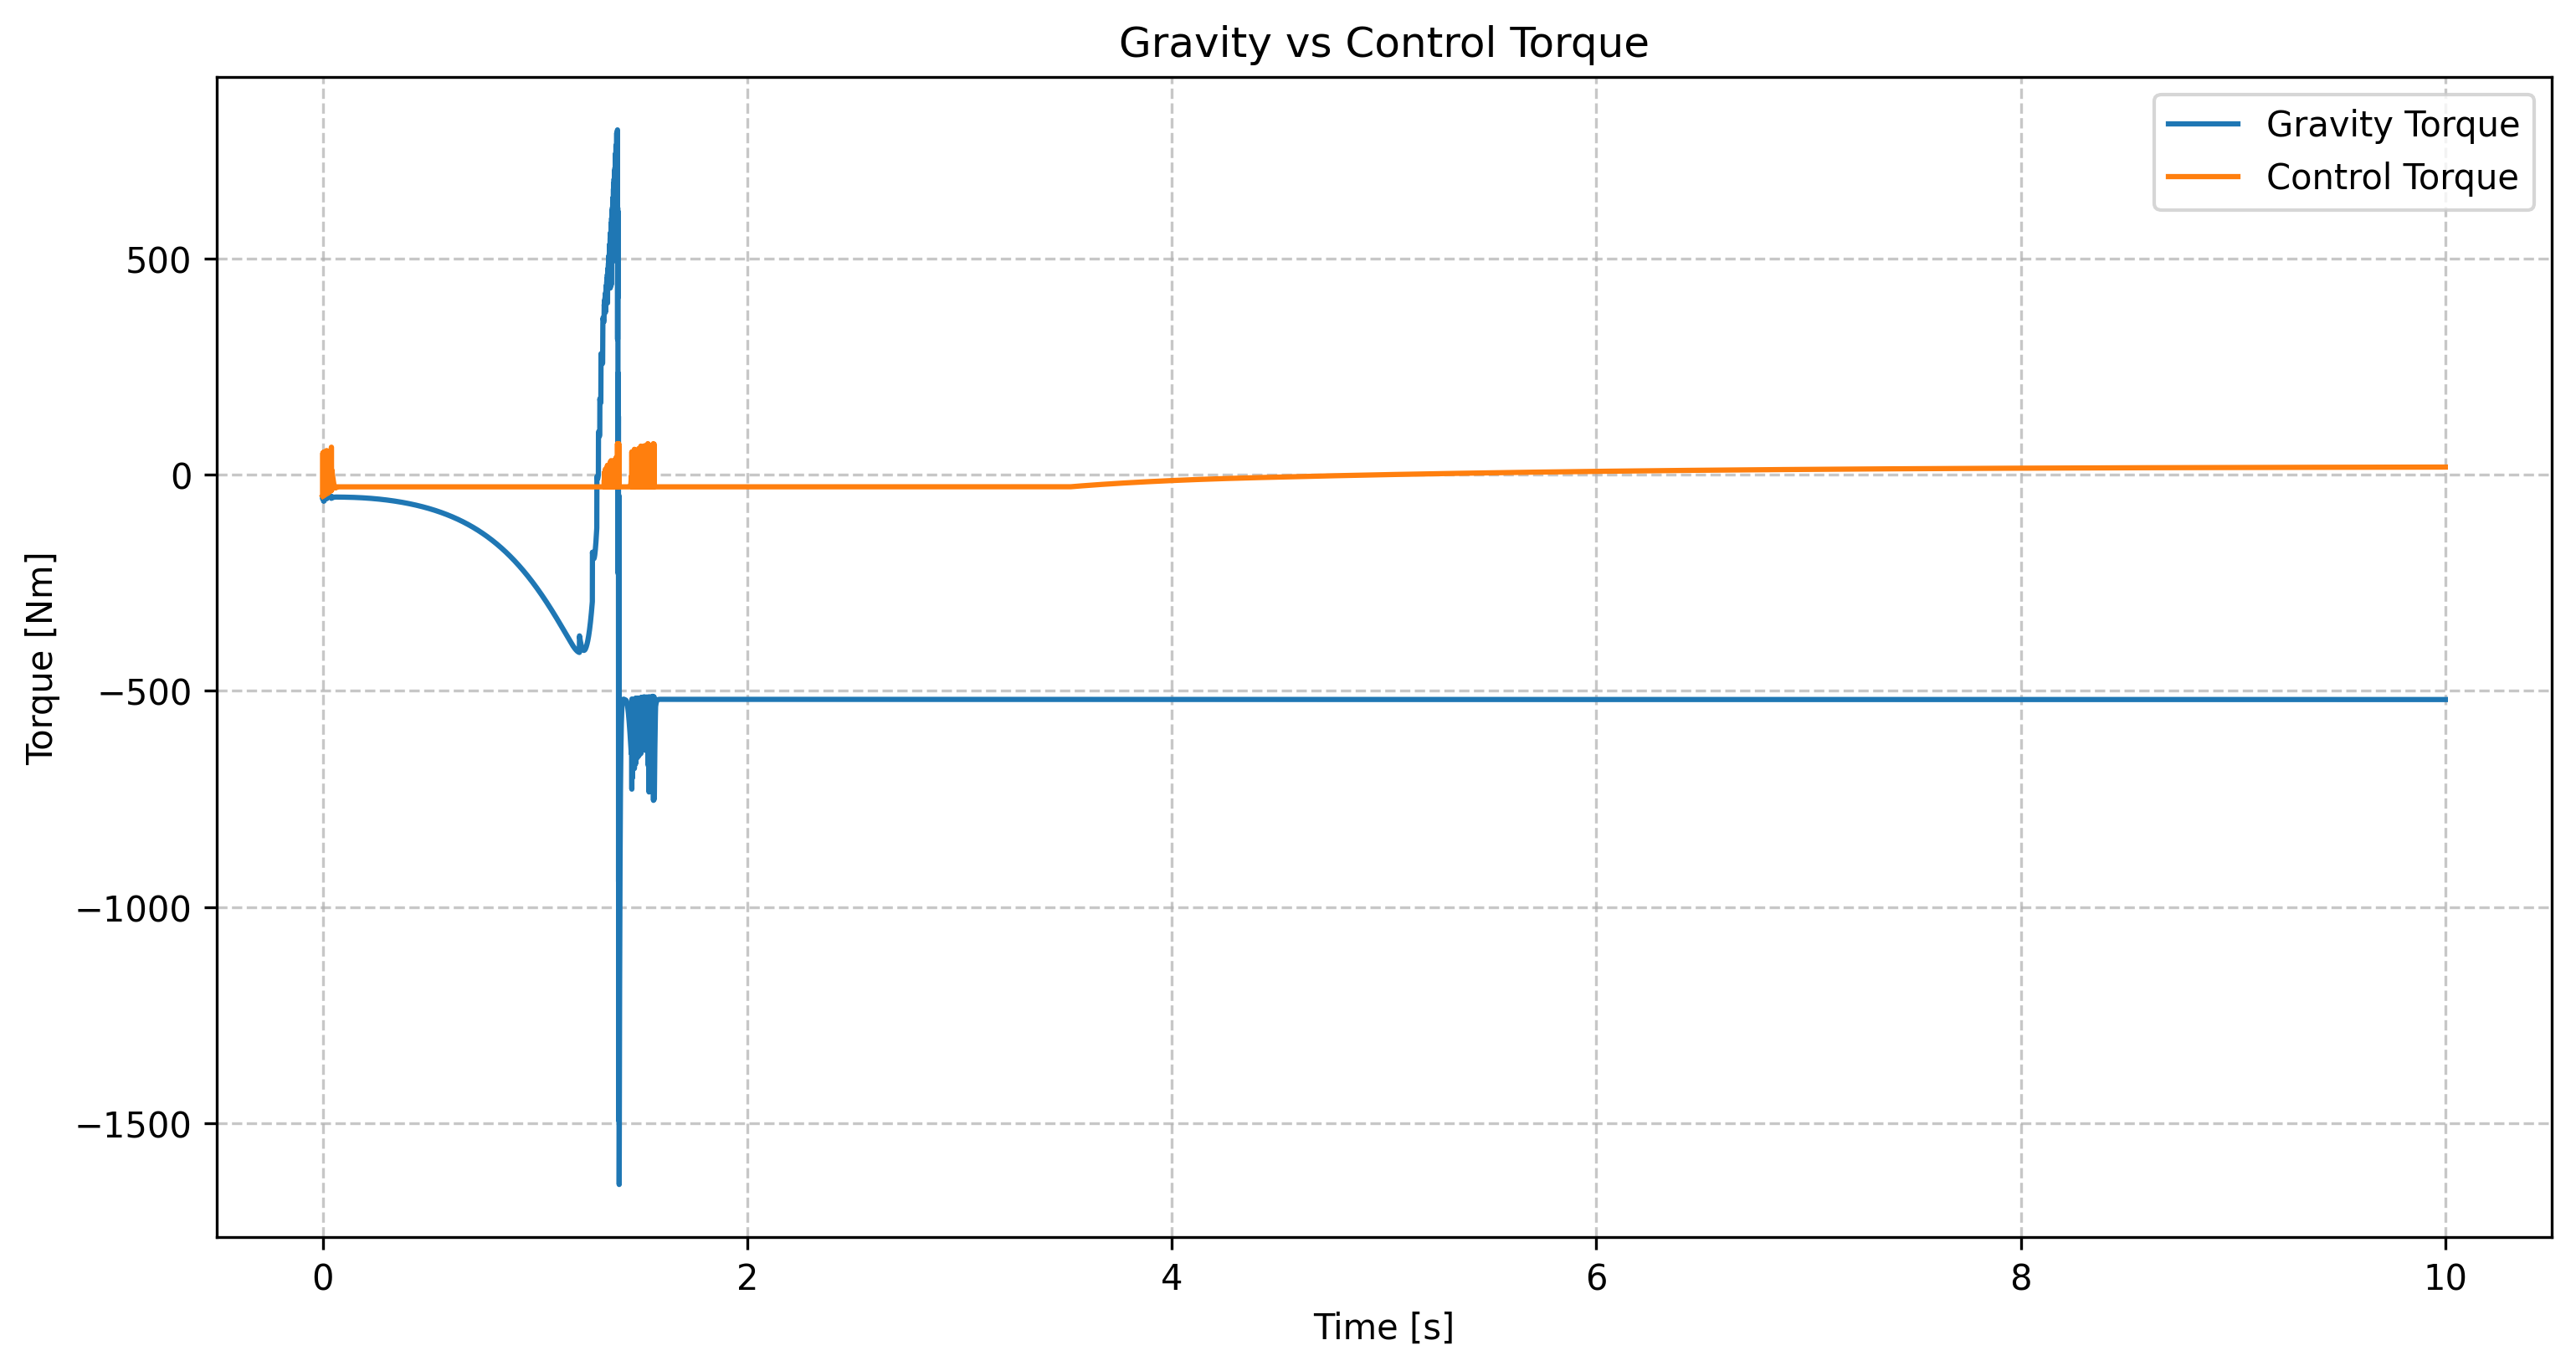 Gravity vs Control Torque
Gravity Torque
Control Torque
500
0
−500
−1000
−1500
Torque [Nm]
0 2 4 6 8 10
Time [s]